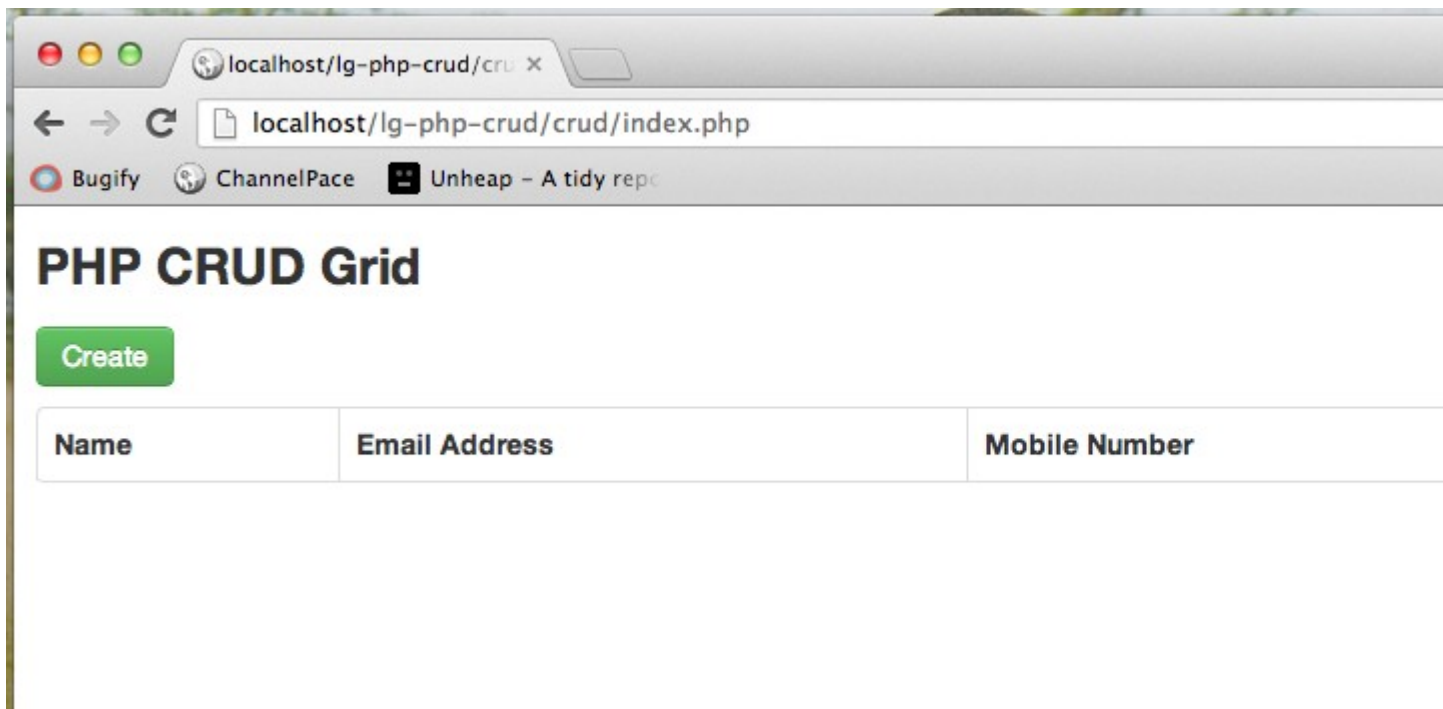 localhost/lg-php-crud/cru
localhost/lg-php-crud/crud/index.php
Bugify ChannelPace Unheap - A tidy repo
PHP CRUD Grid
Create
Name Email Address Mobile Number